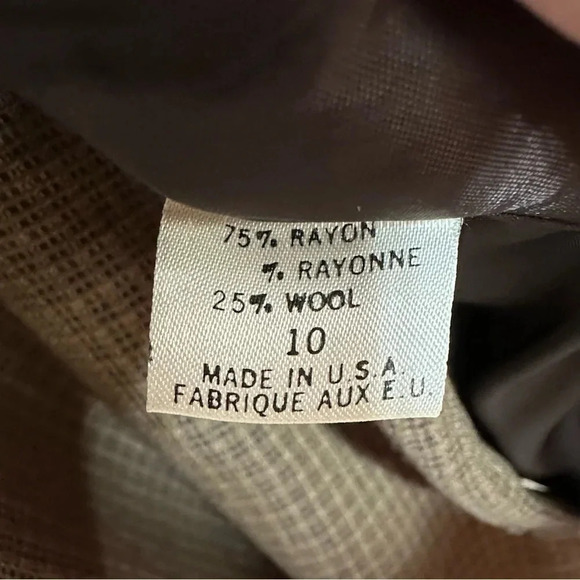 75% RAYON
% RAYONNE
25% WOOL
10
MADE IN U.S.A.
FABRIQUE AUX E.U.